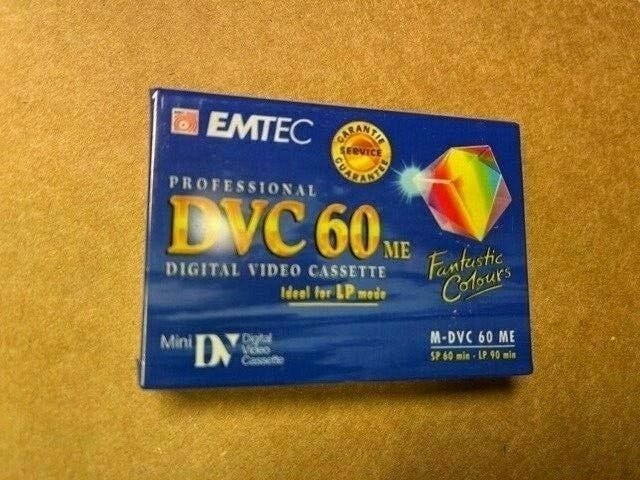 EMTEC
GARANTIE
SERVICE
GUARANTEE
PROFESSIONAL
DVC 60 ME
DIGITAL VIDEO CASSETTE
Ideal for LP mode
Fantastic
Colours
Mini DV Digital
Video
Cassette
M-DVC 60 ME
SP 60 min · LP 90 min